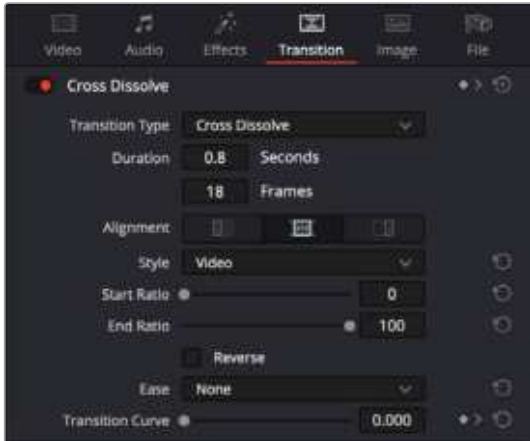 Video Audio Effects Transition Image File
Cross Dissolve
Transition Type Cross Dissolve
Duration 0.8 Seconds
18 Frames
Alignment
Style Video
Start Ratio 0
End Ratio 100
Reverse
Ease None
Transition Curve 0.000